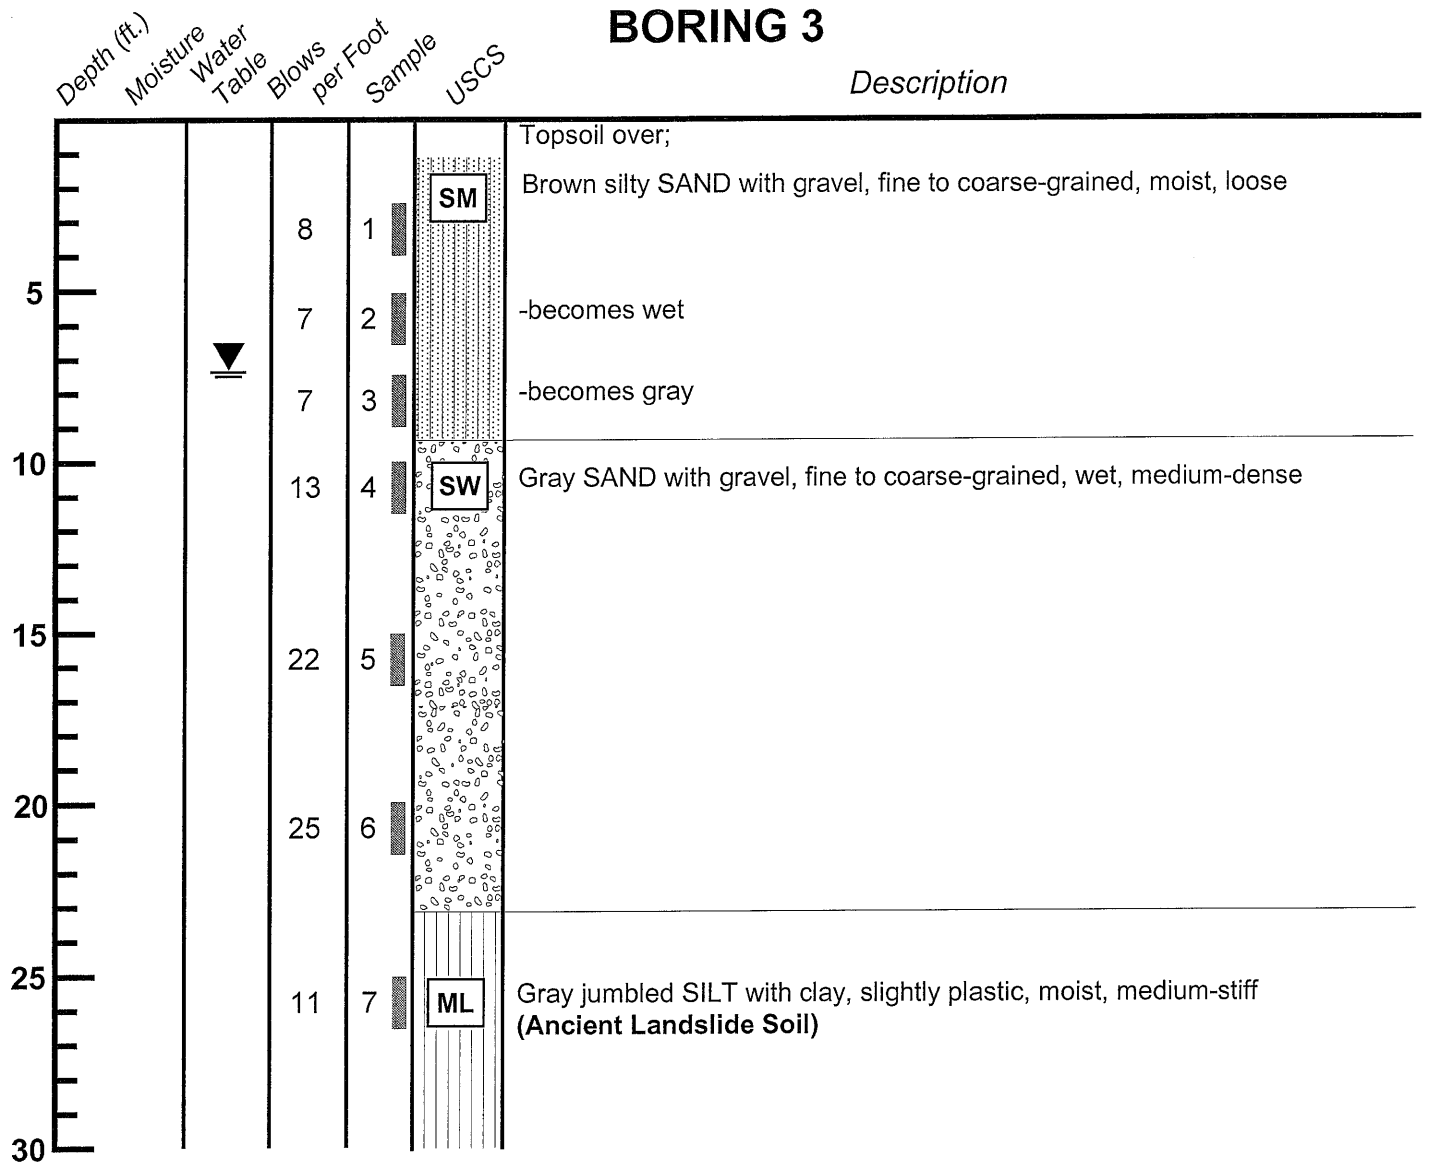 BORING 3
Depth (ft.)
Moisture
Water
Table
Blows
per Foot
Sample
USCS
Description
Topsoil over;
SM
Brown silty SAND with gravel, fine to coarse-grained, moist, loose
8 1
5
7 2
-becomes wet
7 3
-becomes gray
10
13 4
SW
Gray SAND with gravel, fine to coarse-grained, wet, medium-dense
15
22 5
20
25 6
25
11 7
ML
Gray jumbled SILT with clay, slightly plastic, moist, medium-stiff
(Ancient Landslide Soil)
30